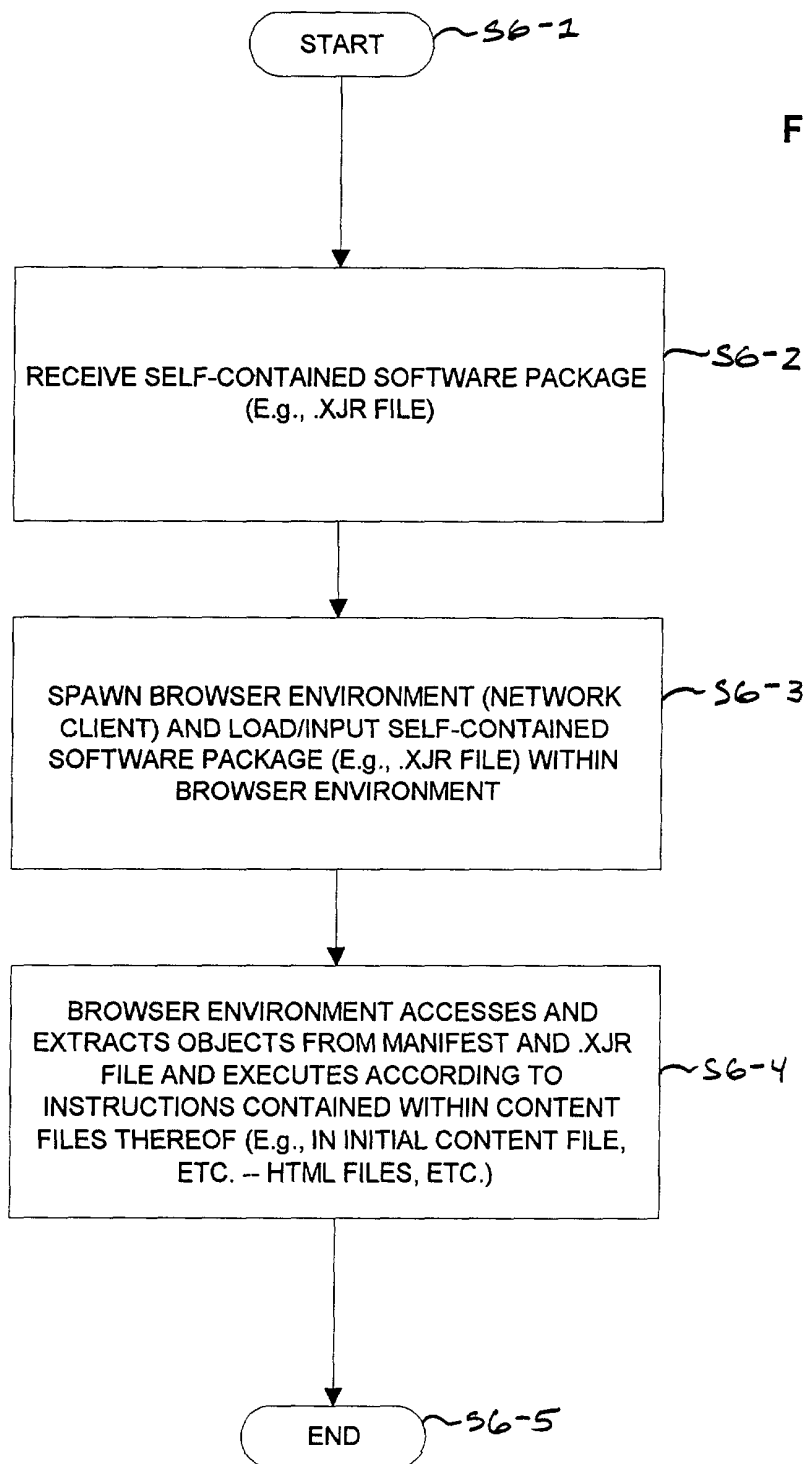 START
S6-1
F
RECEIVE SELF-CONTAINED SOFTWARE PACKAGE
(E.g., .XJR FILE)
S6-2
SPAWN BROWSER ENVIRONMENT (NETWORK
CLIENT) AND LOAD/INPUT SELF-CONTAINED
SOFTWARE PACKAGE (E.g., .XJR FILE) WITHIN
BROWSER ENVIRONMENT
S6-3
BROWSER ENVIRONMENT ACCESSES AND
EXTRACTS OBJECTS FROM MANIFEST AND .XJR
FILE AND EXECUTES ACCORDING TO
INSTRUCTIONS CONTAINED WITHIN CONTENT
FILES THEREOF (E.g., IN INITIAL CONTENT FILE,
ETC. -- HTML FILES, ETC.)
S6-4
END
S6-5